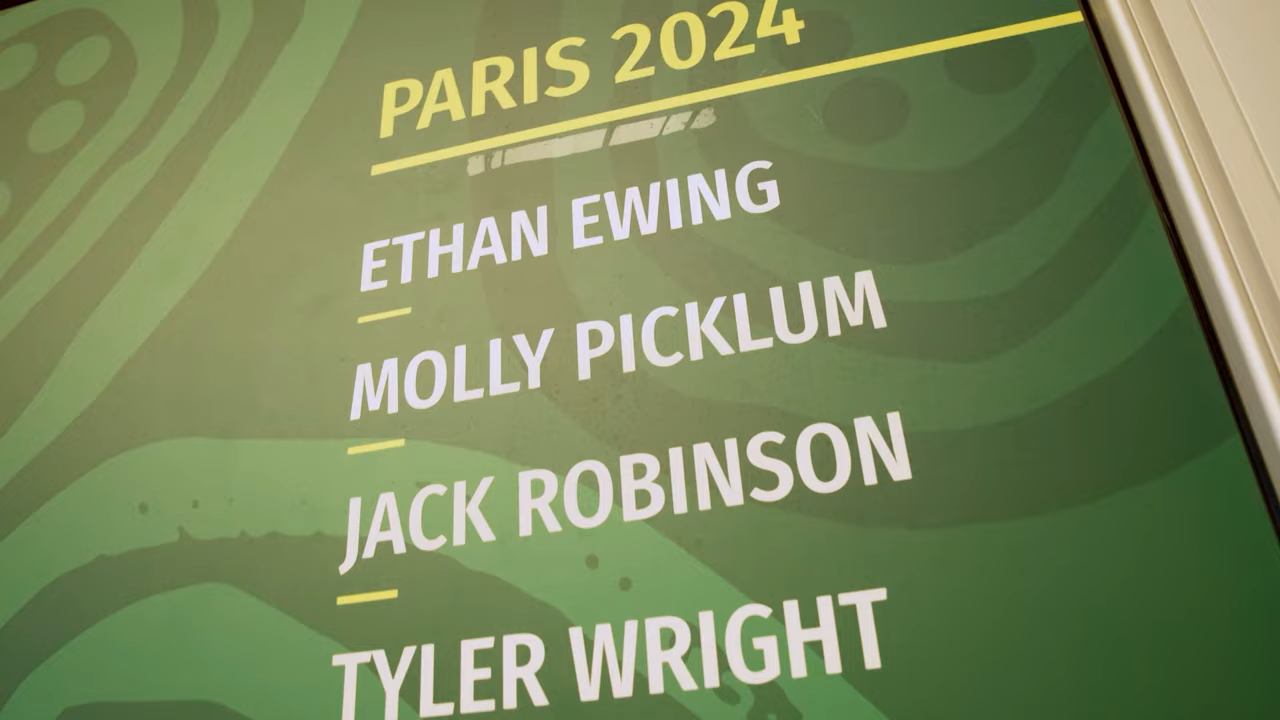 PARIS 2024
ETHAN EWING
MOLLY PICKLUM
JACK ROBINSON
TYLER WRIGHT